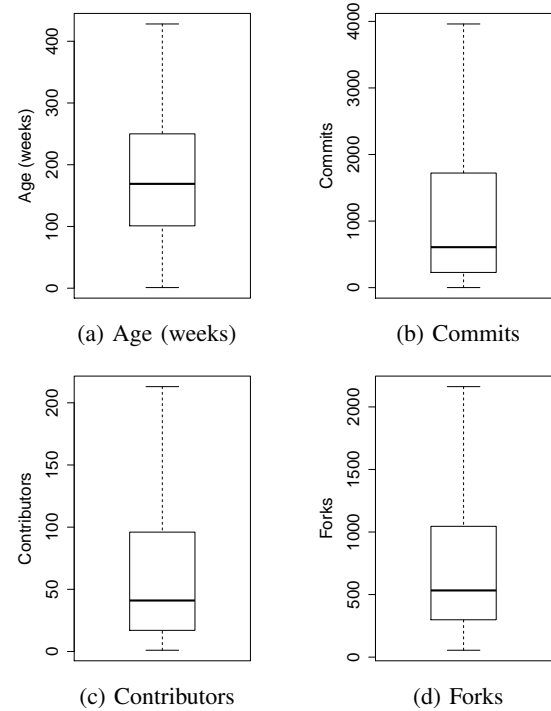 Age (weeks)
0
100
200
300
400
(a) Age (weeks)
Commits
0
1000
2000
3000
4000
(b) Commits
Contributors
0
50
100
150
200
(c) Contributors
Forks
0
500
1000
1500
2000
(d) Forks